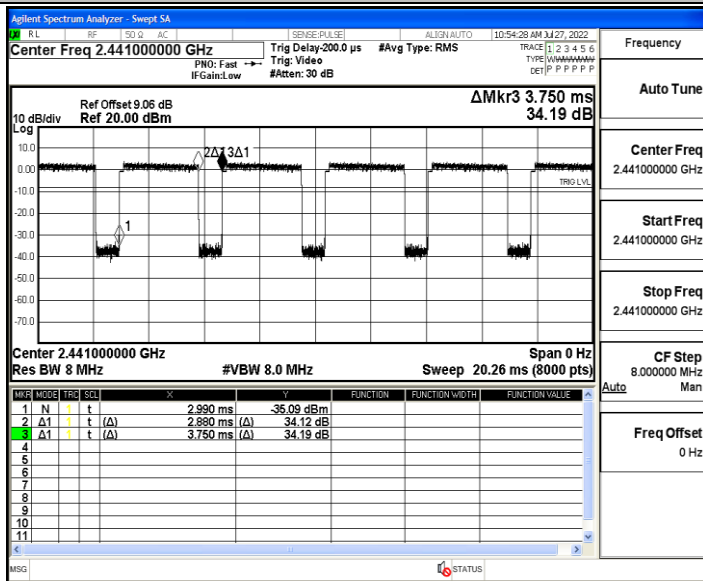 Agilent Spectrum Analyzer - Swept SA
RL RF 50 Ω AC SENSE:PULSE ALIGN AUTO 10:54:28 AM Jul 27, 2022
Center Freq 2.441000000 GHz
PNO: Fast
IFGain:Low
Trig Delay-200.0 µs
Trig: Video
#Atten: 30 dB
#Avg Type: RMS
TRACE 1 2 3 4 5 6
TYPE
DET P P P P P P
Ref Offset 9.06 dB
10 dB/div Ref 20.00 dBm
Log
ΔMkr3 3.750 ms
34.19 dB
10.0
0.00
-10.0
-20.0
-30.0
-40.0
-50.0
-60.0
-70.0
3Δ1
TRIG LVL
1
Center 2.441000000 GHz Span 0 Hz
Res BW 8 MHz #VBW 8.0 MHz Sweep 20.26 ms (8000 pts)
MKR MODE TRC SCL X Y FUNCTION FUNCTION WIDTH FUNCTION VALUE
1 N 1 t 2.990 ms -35.09 dBm
2 Δ1 1 t (Δ) 2.880 ms (Δ) 34.12 dB
3 Δ1 1 t (Δ) 3.750 ms (Δ) 34.19 dB
4
5
6
7
8
9
10
11
MSG STATUS
Frequency
Auto Tune
Center Freq
2.441000000 GHz
Start Freq
2.441000000 GHz
Stop Freq
2.441000000 GHz
CF Step
8.000000 MHz
Auto Man
Freq Offset
0 Hz